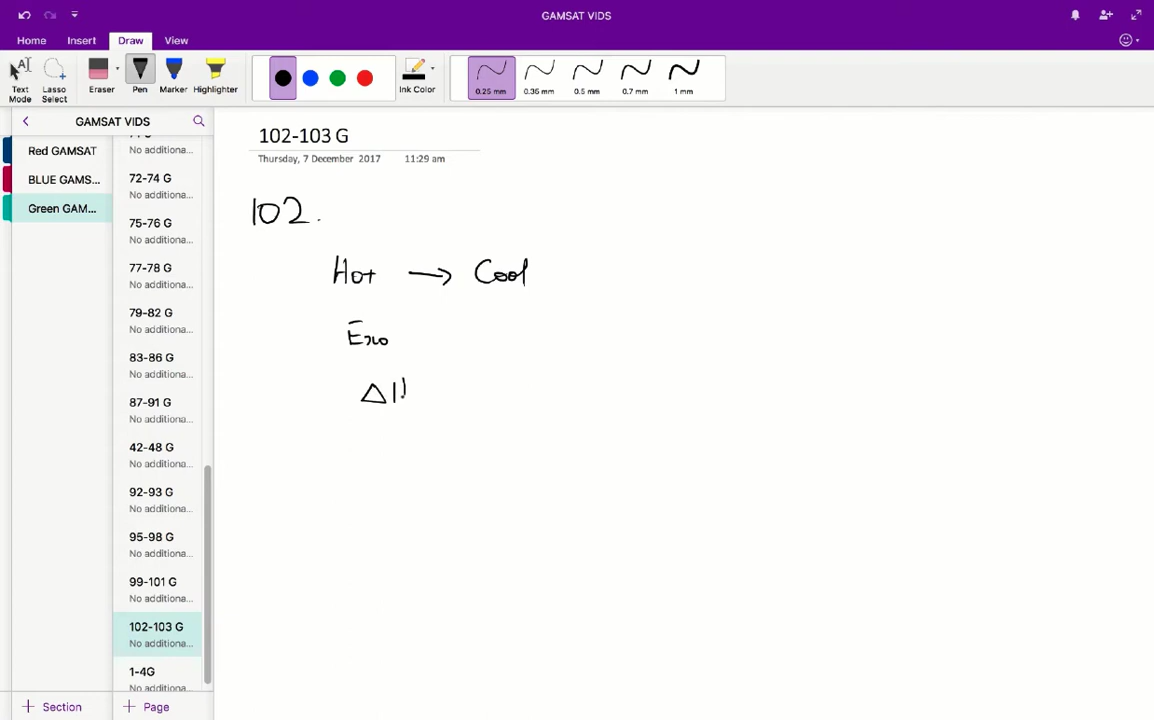 GAMSAT VIDS
Home Insert Draw View
Text Mode
Lasso Select
Eraser
Pen
Marker
Highlighter
Ink Color
0.25 mm
0.35 mm
0.5 mm
0.7 mm
1 mm
GAMSAT VIDS
Red GAMSAT
BLUE GAMS...
Green GAM...
No additiona...
72-74 G
No additiona...
75-76 G
No additiona...
77-78 G
No additiona...
79-82 G
No additiona...
83-86 G
No additiona...
87-91 G
No additiona...
42-48 G
No additiona...
92-93 G
No additiona...
95-98 G
No additiona...
99-101 G
No additiona...
102-103 G
No additiona...
1-4G
No additiona...
+ Section
+ Page
102-103 G
Thursday, 7 December 2017 11:29 am
102.
Hot → Cool
Exo